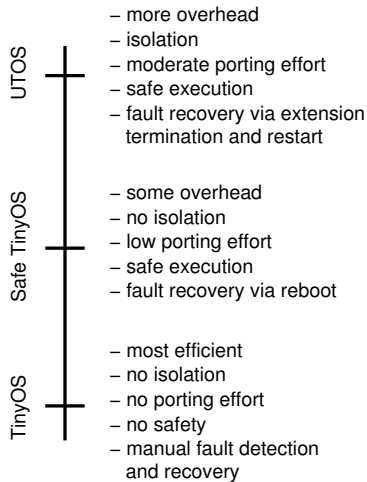 UTOS
– more overhead
– isolation
– moderate porting effort
– safe execution
– fault recovery via extension
termination and restart
Safe TinyOS
– some overhead
– no isolation
– low porting effort
– safe execution
– fault recovery via reboot
TinyOS
– most efficient
– no isolation
– no porting effort
– no safety
– manual fault detection
and recovery